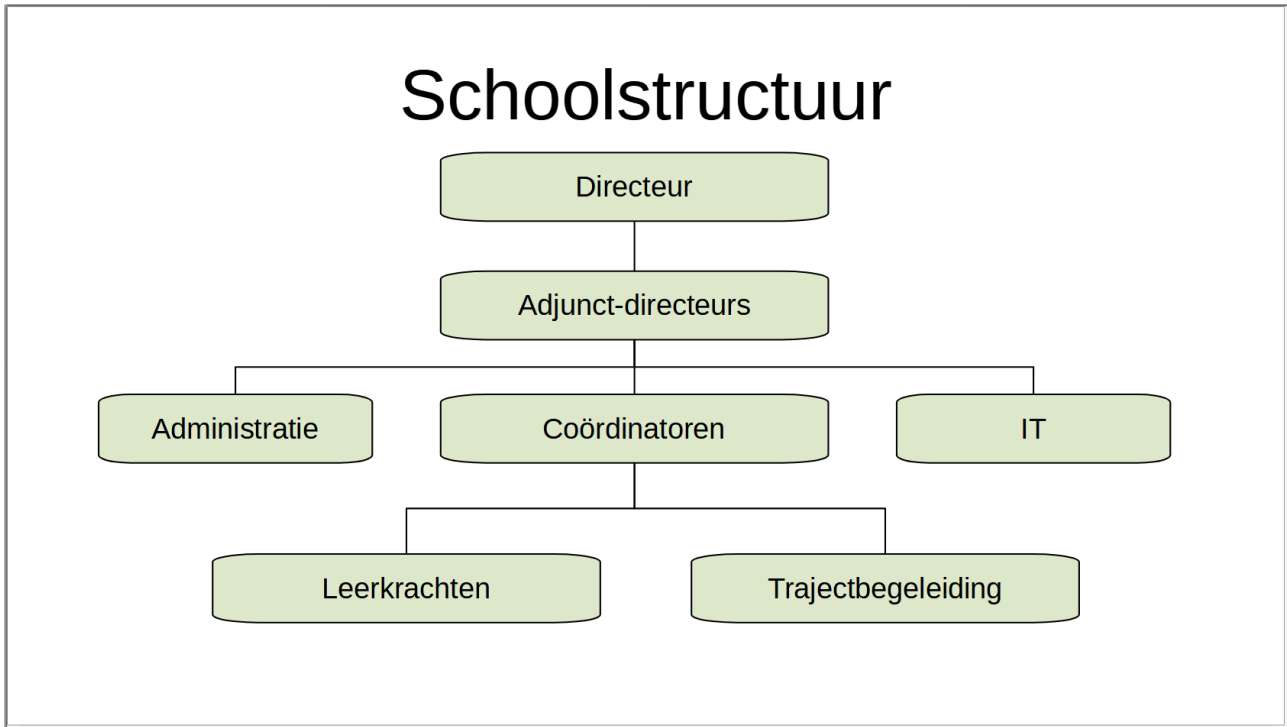 Schoolstructuur
Directeur
Adjunct-directeurs
Administratie
Coördinatoren
IT
Leerkrachten
Trajectbegeleiding